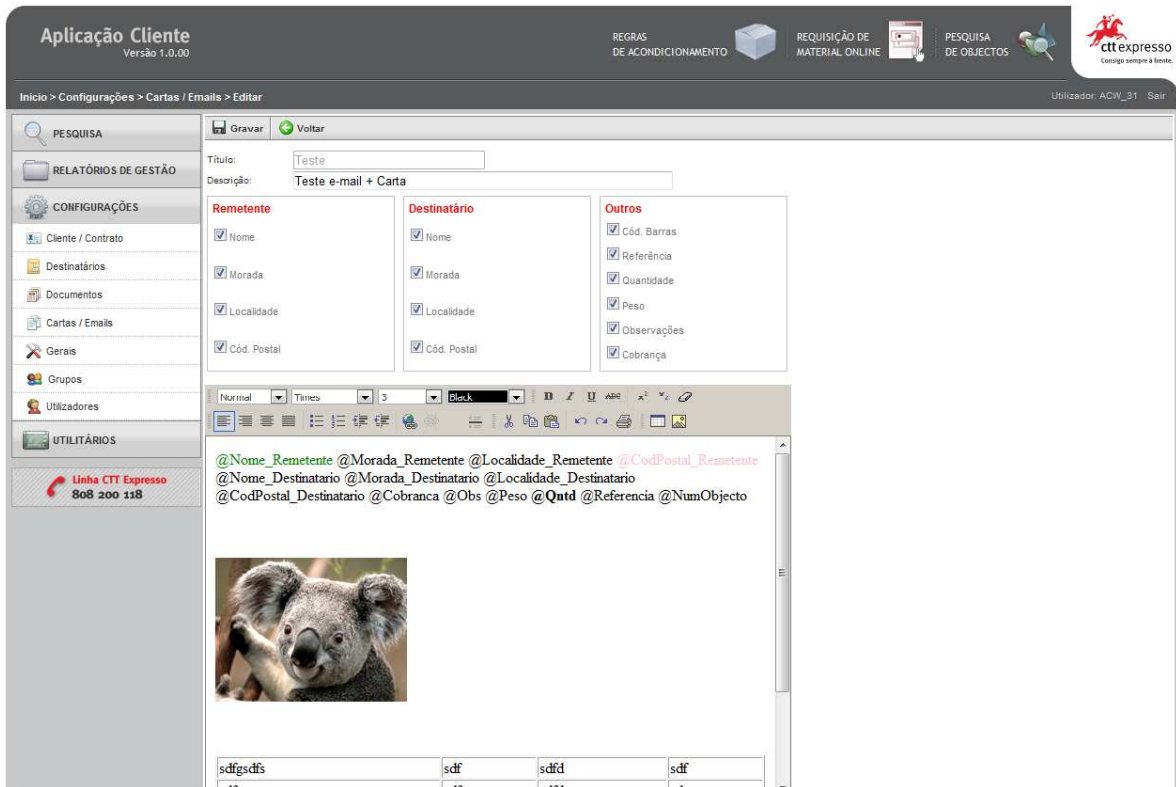 Aplicação Cliente
Versão 1.0.00
REGRAS
DE ACONDICIONAMENTO
REQUISIÇÃO DE
MATERIAL ONLINE
PESQUISA
DE OBJECTOS
ctt expresso
Consigo sempre à frente.
Inicio > Configurações > Cartas / Emails > Editar
Utilizador: ACW_31 Sair
PESQUISA
RELATÓRIOS DE GESTÃO
CONFIGURAÇÕES
Cliente / Contrato
Destinatários
Documentos
Cartas / Emails
Gerais
Grupos
Utilizadores
UTILITÁRIOS
Linha CTT Expresso
808 200 118
Gravar Voltar
Título: Teste
Descrição: Teste e-mail + Carta
Remetente
Nome
Morada
Localidade
Cód. Postal
Destinatário
Nome
Morada
Localidade
Cód. Postal
Outros
Cód. Barras
Referência
Quantidade
Peso
Observações
Cobrança
Normal Times 3 Black B I U ABC x² x₂
@Nome_Remetente @Morada_Remetente @Localidade_Remetente @CodPostal_Remetente
@Nome_Destinatario @Morada_Destinatario @Localidade_Destinatario
@CodPostal_Destinatario @Cobranca @Obs @Peso @Qntd @Referencia @NumObjecto
sdfgsdfs sdf sdfd sdf